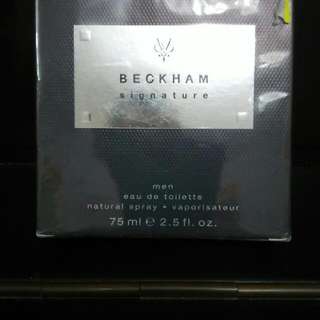 BECKHAM
signature
men
eau de toilette
natural spray • vaporisateur
75 ml ℮ 2.5 fl. oz.